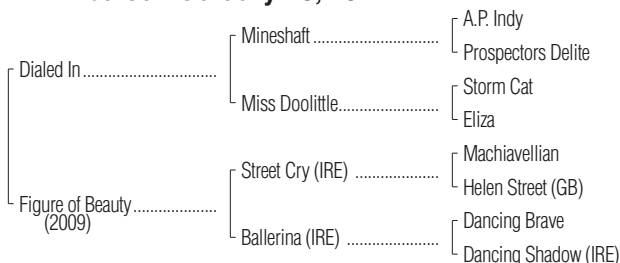 A.P. Indy
Mineshaft
Prospectors Delite
Dialed In
Storm Cat
Miss Doolittle
Eliza
Machiavellian
Street Cry (IRE)
Helen Street (GB)
Figure of Beauty
(2009)
Dancing Brave
Ballerina (IRE)
Dancing Shadow (IRE)